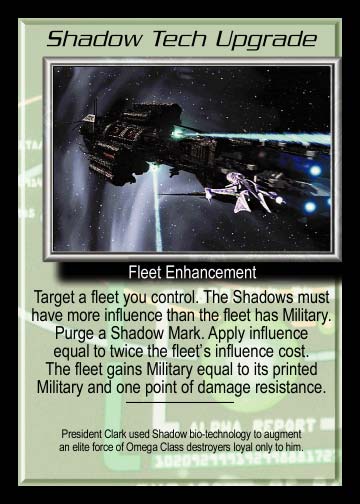 Shadow Tech Upgrade
Fleet Enhancement
Target a fleet you control. The Shadows must
have more influence than the fleet has Military.
Purge a Shadow Mark. Apply influence
equal to twice the fleet's influence cost.
The fleet gains Military equal to its printed
Military and one point of damage resistance.
President Clark used Shadow bio-technology to augment
an elite force of Omega Class destroyers loyal only to him.
ALPHA REPORT